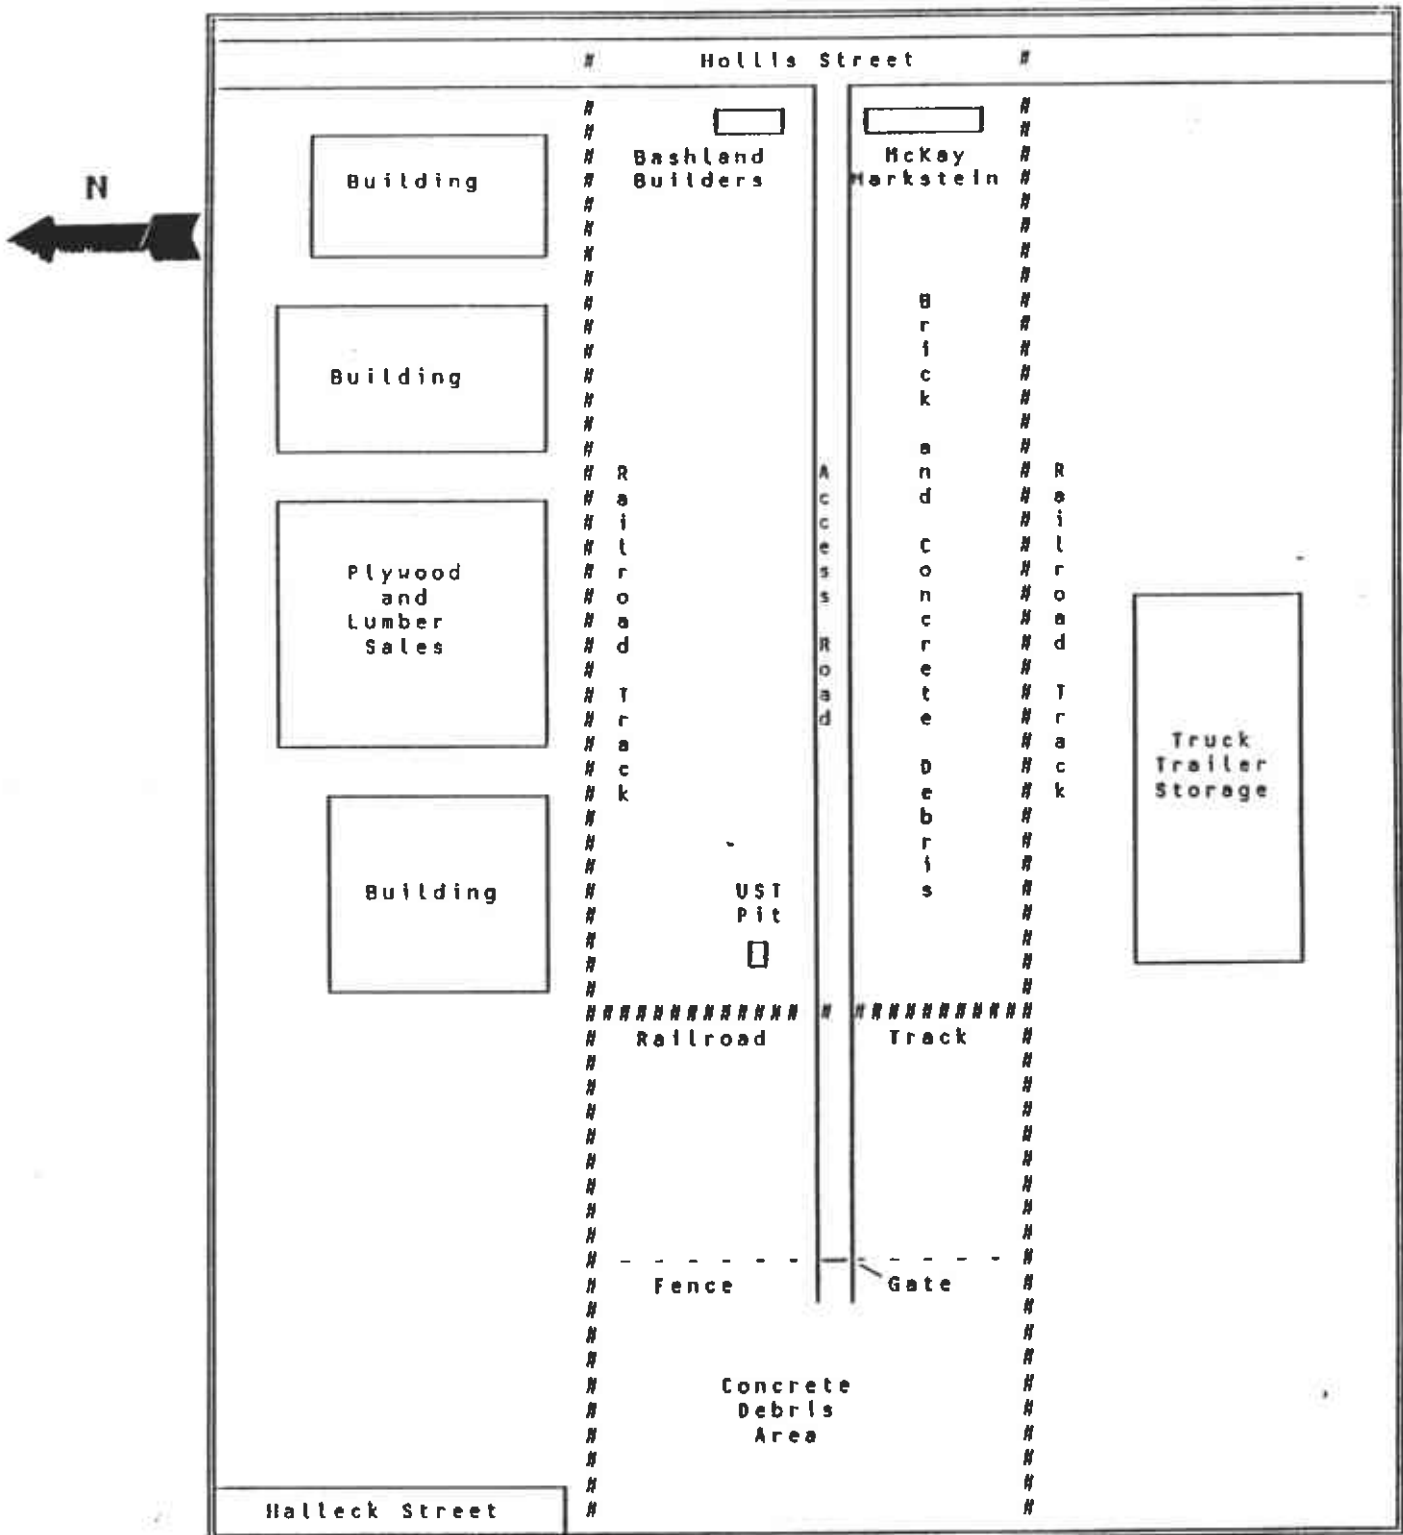 Hollis Street
N
Bashland
Builders
McKay
Markstein
Building
Building
Brick and Concrete Debris
Railroad Track
Access Road
Railroad Track
Plywood
and
Lumber
Sales
Truck
Trailer
Storage
Building
UST
Pit
Railroad Track
Fence
Gate
Concrete
Debris
Area
Halleck Street